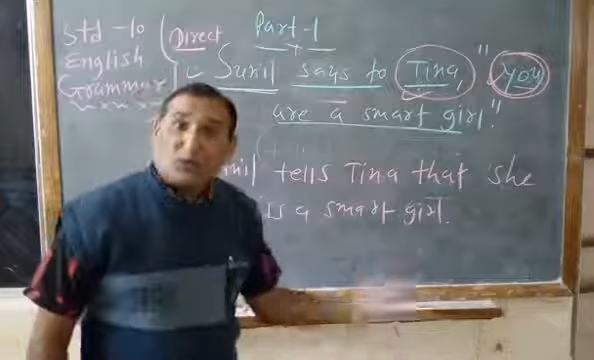 Std-10
English
Grammar
Part-1
Direct
Sunil says to Tina, "You
are a smart girl."
tells Tina that she
is a smart girl.